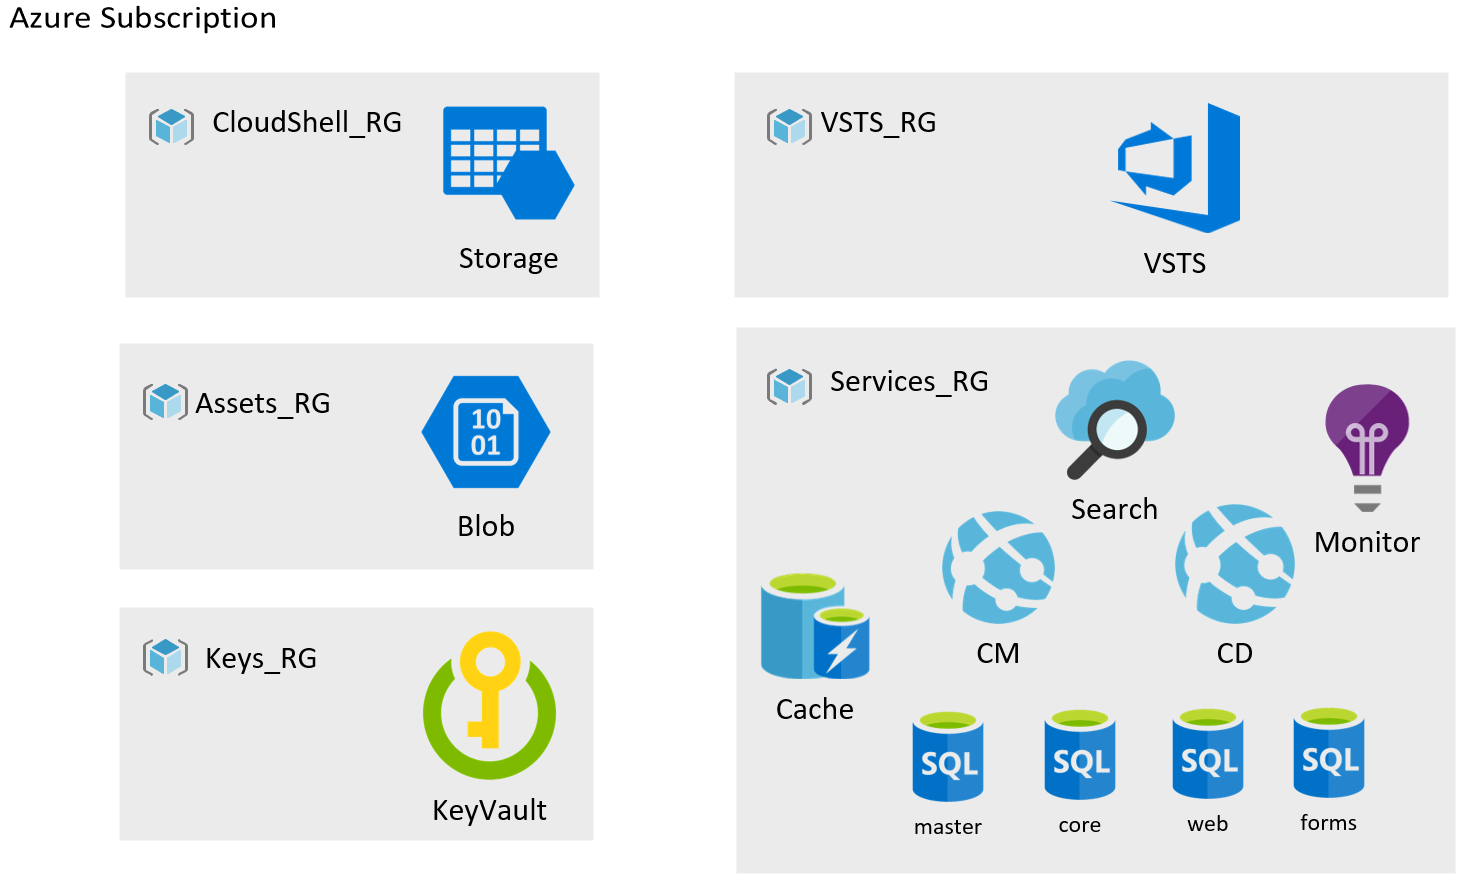 Azure Subscription
CloudShell_RG
Storage
VSTS_RG
VSTS
Assets_RG
10
01
Blob
Keys_RG
KeyVault
Services_RG
Search
Monitor
CM
CD
Cache
SQL
master
SQL
core
SQL
web
SQL
forms